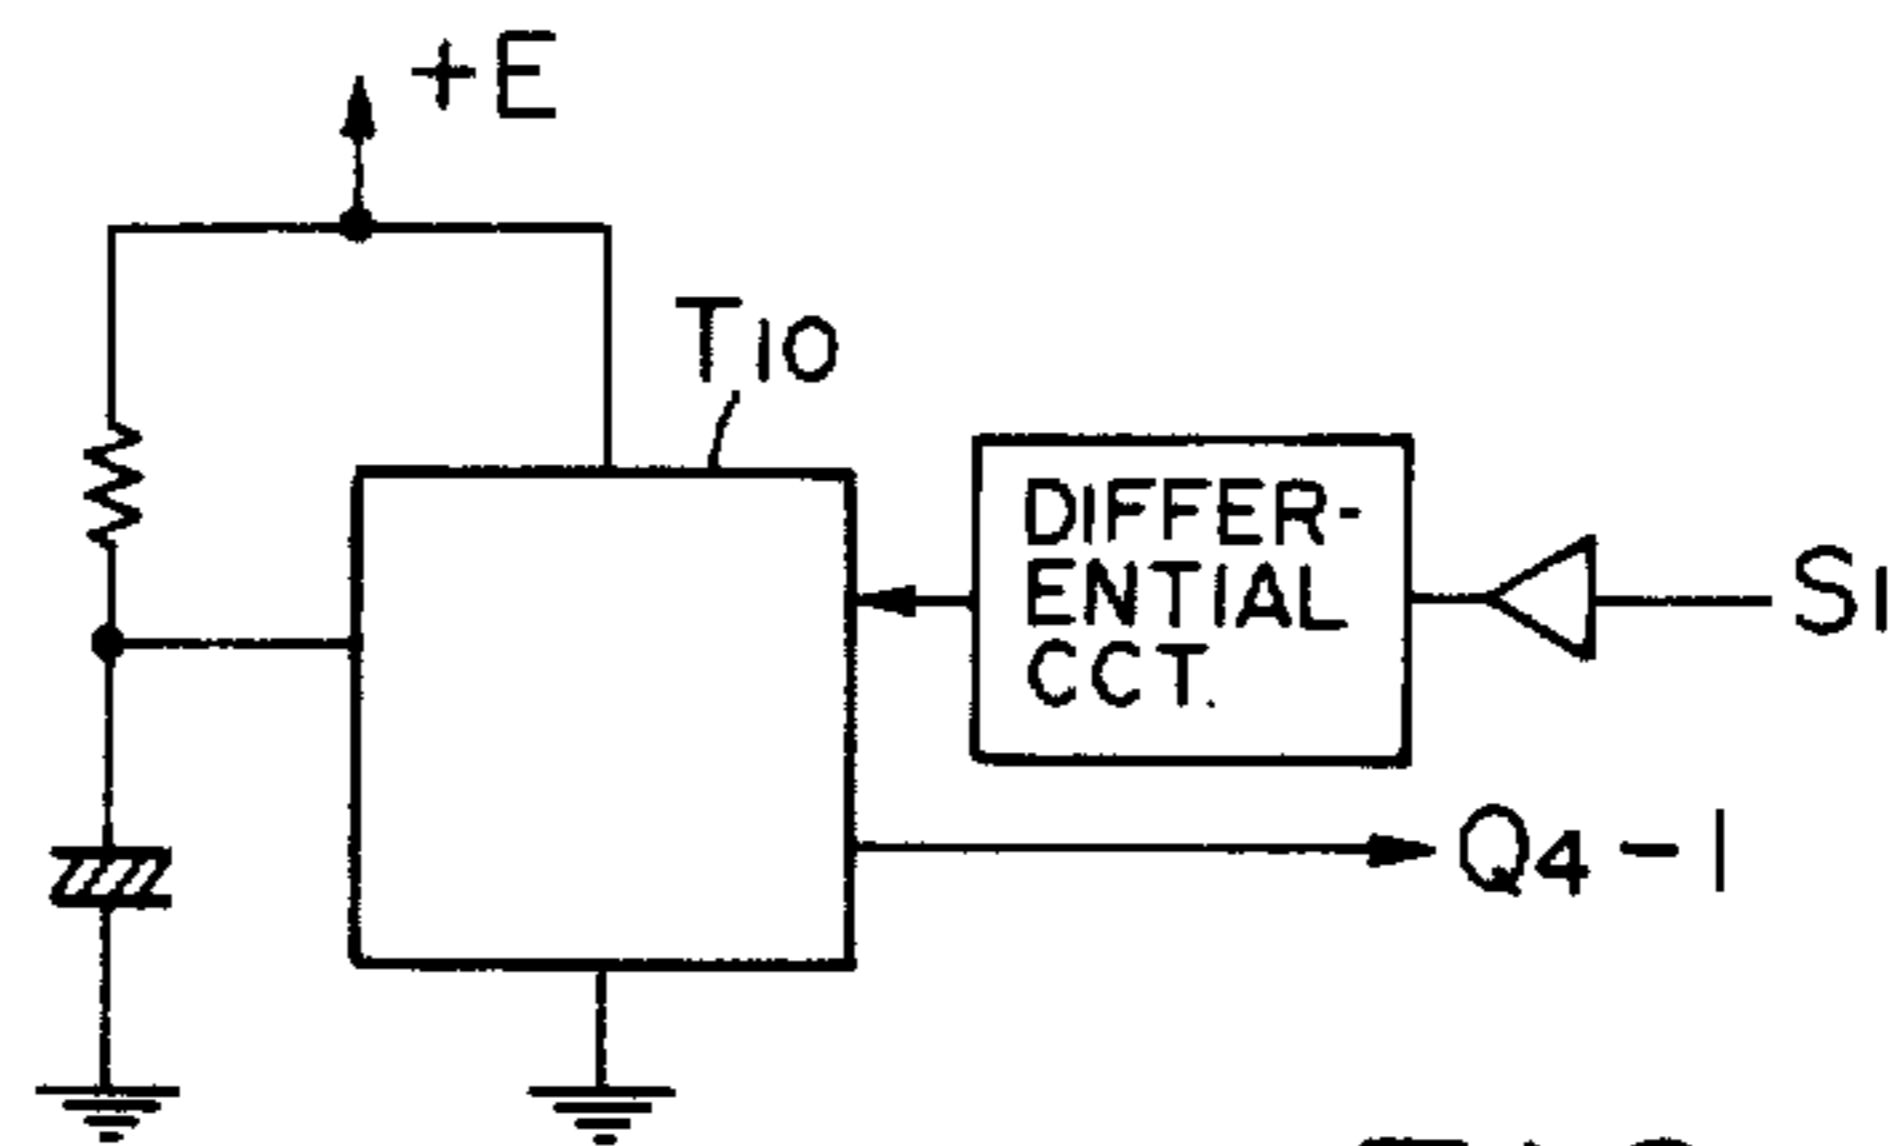 +E
T10
DIFFER-
ENTIAL
CCT.
S1
Q4-1